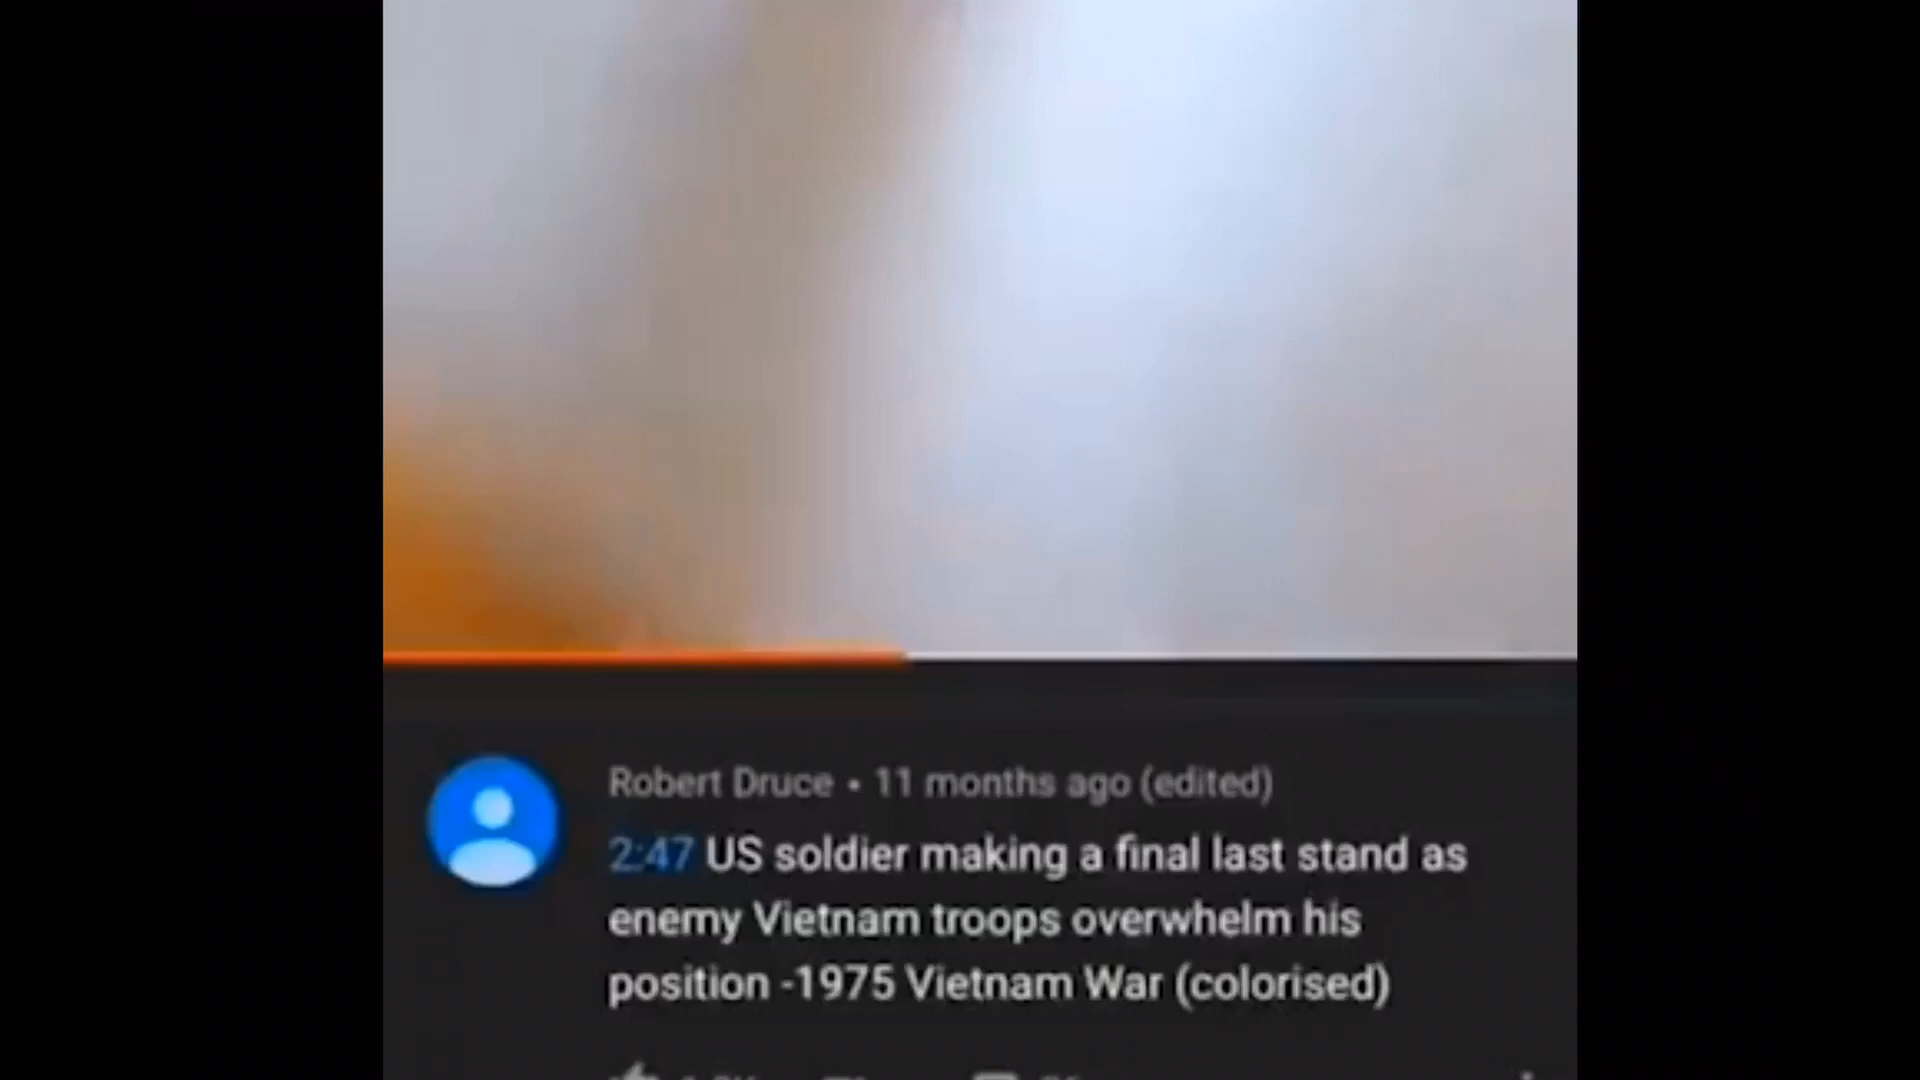 Robert Druce • 11 months ago (edited)
2:47 US soldier making a final last stand as
enemy Vietnam troops overwhelm his
position -1975 Vietnam War (colorised)